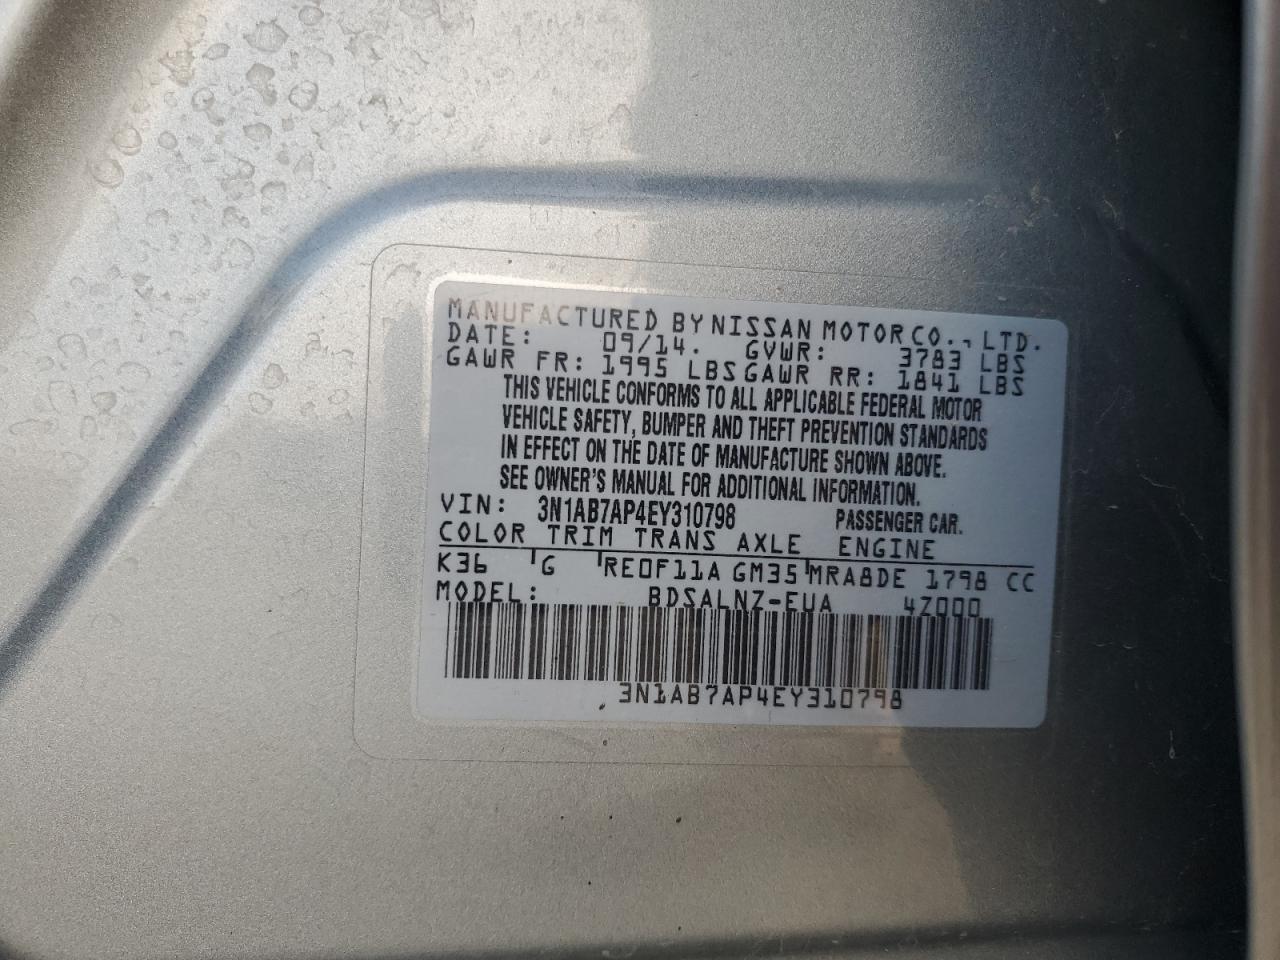 MANUFACTURED BY NISSAN MOTOR CO., LTD.
DATE: 09/14. GVWR: 3783 LBS
GAWR FR: 1995 LBS GAWR RR: 1841 LBS
THIS VEHICLE CONFORMS TO ALL APPLICABLE FEDERAL MOTOR
VEHICLE SAFETY, BUMPER AND THEFT PREVENTION STANDARDS
IN EFFECT ON THE DATE OF MANUFACTURE SHOWN ABOVE.
SEE OWNER'S MANUAL FOR ADDITIONAL INFORMATION.
VIN: 3N1AB7AP4EY310798 PASSENGER CAR.
COLOR TRIM TRANS AXLE ENGINE
K36 G RE0F11A GM35 MRA8DE 1798 CC
MODEL: BDSALNZ-EUA 4Z000
3N1AB7AP4EY310798